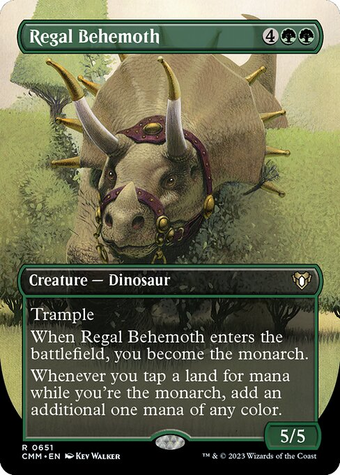 Regal Behemoth 4
Creature — Dinosaur
Trample
When Regal Behemoth enters the
battlefield, you become the monarch.
Whenever you tap a land for mana
while you're the monarch, add an
additional one mana of any color.
R 0651
CMM • EN Key Walker
5/5
™ & © 2023 Wizards of the Coast